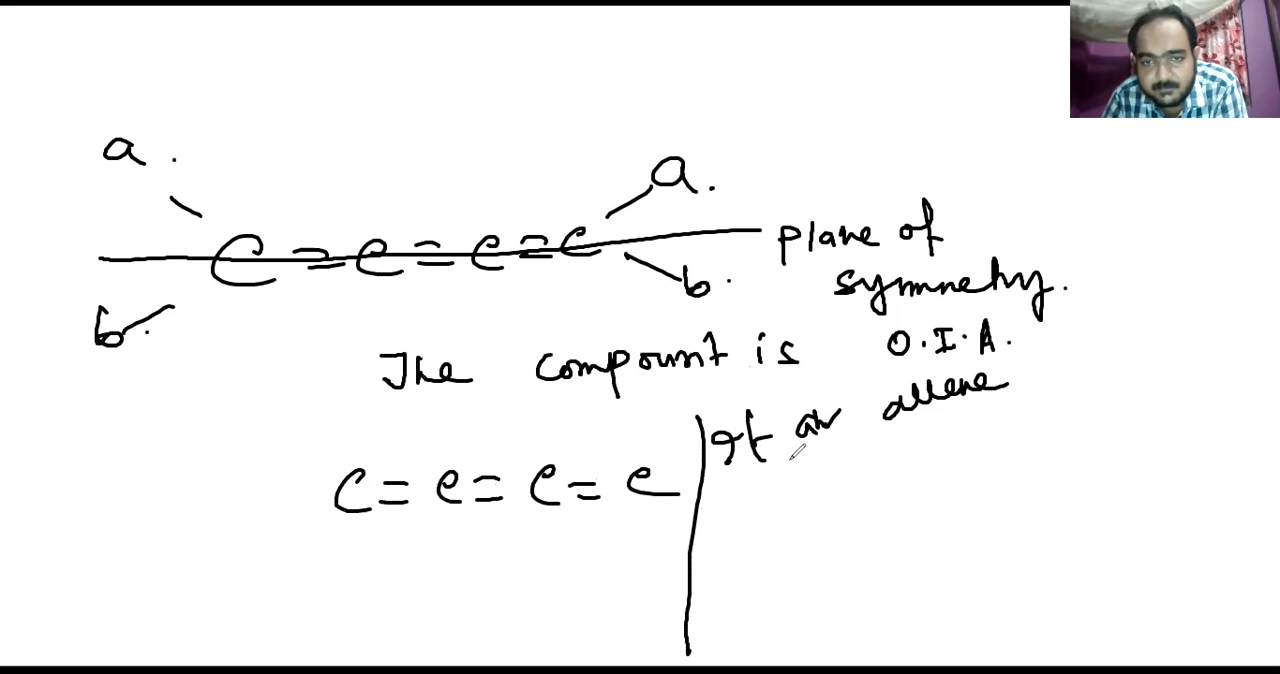 a. a.
C = C = C = C plane of
b. b. symmetry.
The compount is O.I.A.
If an allene
C = C = C = C